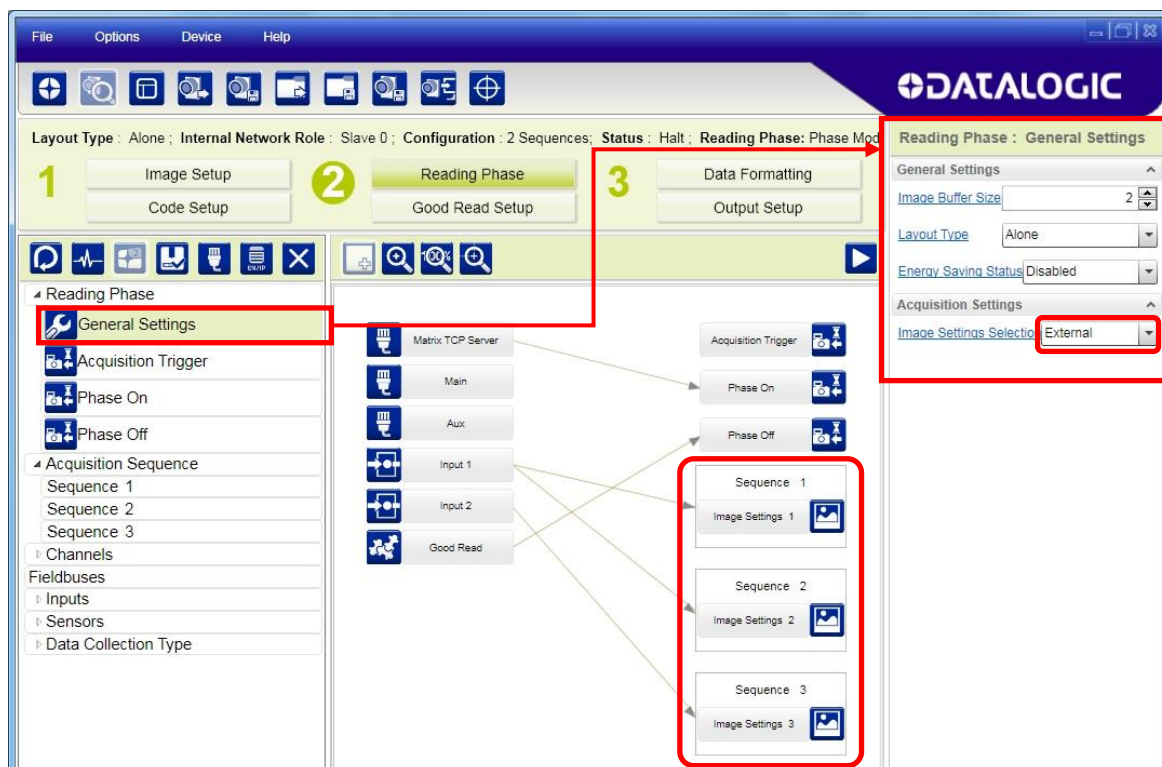 File Options Device Help
DATALOGIC
Layout Type : Alone ; Internal Network Role : Slave 0 ; Configuration : 2 Sequences; Status : Halt ; Reading Phase: Phase Mod
1 Image Setup 2 Reading Phase 3 Data Formatting
Code Setup Good Read Setup Output Setup
EN/IP
100%
Reading Phase
General Settings
Acquisition Trigger
Phase On
Phase Off
Acquisition Sequence
Sequence 1
Sequence 2
Sequence 3
Channels
Fieldbuses
Inputs
Sensors
Data Collection Type
Matrix TCP Server
Main
Aux
Input 1
Input 2
Good Read
Acquisition Trigger
Phase On
Phase Off
Sequence 1
Image Settings 1
Sequence 2
Image Settings 2
Sequence 3
Image Settings 3
Reading Phase : General Settings
General Settings
Image Buffer Size 2
Layout Type Alone
Energy Saving Status Disabled
Acquisition Settings
Image Settings Selectio External